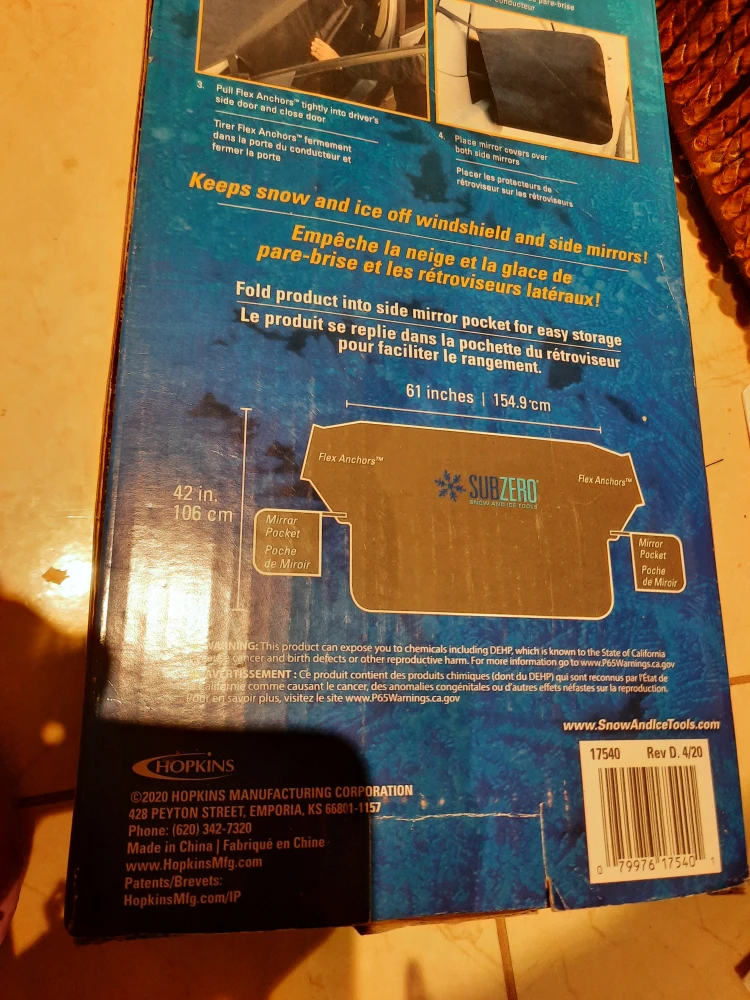 pare-brise
conducteur
3. Pull Flex Anchors™ tightly into driver's
side door and close door
Tirer Flex Anchors™ fermement
dans la porte du conducteur et
fermer la porte
4. Place mirror covers over
both side mirrors
Placer les protecteurs de
rétroviseur sur les rétroviseurs
Keeps snow and ice off windshield and side mirrors!
Empêche la neige et la glace de
pare-brise et les rétroviseurs latéraux!
Fold product into side mirror pocket for easy storage
Le produit se replie dans la pochette du rétroviseur
pour faciliter le rangement.
61 inches | 154.9 cm
Flex Anchors™
Flex Anchors™
SUBZERO
SNOW AND ICE TOOLS
42 in.
106 cm
Mirror
Pocket
Poche
de Miroir
Mirror
Pocket
Poche
de Miroir
WARNING: This product can expose you to chemicals including DEHP, which is known to the State of California
cancer and birth defects or other reproductive harm. For more information go to www.P65Warnings.ca.gov
AVERTISSEMENT : Ce produit contient des produits chimiques (dont du DEHP) qui sont reconnus par l'État de
Californie comme causant le cancer, des anomalies congénitales ou d'autres effets néfastes sur la reproduction.
Pour en savoir plus, visitez le site www.P65Warnings.ca.gov
www.SnowAndIceTools.com
HOPKINS
©2020 HOPKINS MANUFACTURING CORPORATION
428 PEYTON STREET, EMPORIA, KS 66801-1157
Phone: (620) 342-7320
Made in China | Fabriqué en Chine
www.HopkinsMfg.com
Patents/Brevets:
HopkinsMfg.com/IP
17540 Rev D. 4/20
0 79976 17540 1